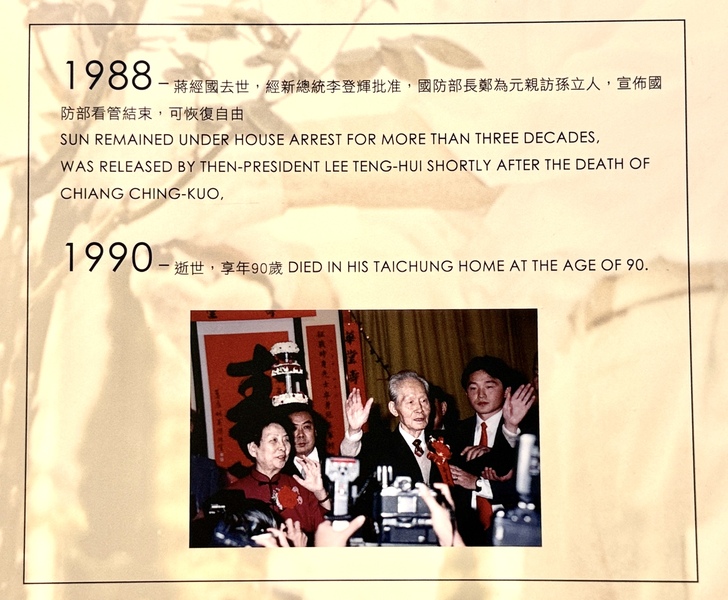 1988 – 蔣經國去世，經新總統李登輝批准，國防部長鄭為元親訪孫立人，宣佈國
防部看管結束，可恢復自由
SUN REMAINED UNDER HOUSE ARREST FOR MORE THAN THREE DECADES,
WAS RELEASED BY THEN-PRESIDENT LEE TENG-HUI SHORTLY AFTER THE DEATH OF
CHIANG CHING-KUO,
1990 – 逝世，享年90歲 DIED IN HIS TAICHUNG HOME AT THE AGE OF 90.